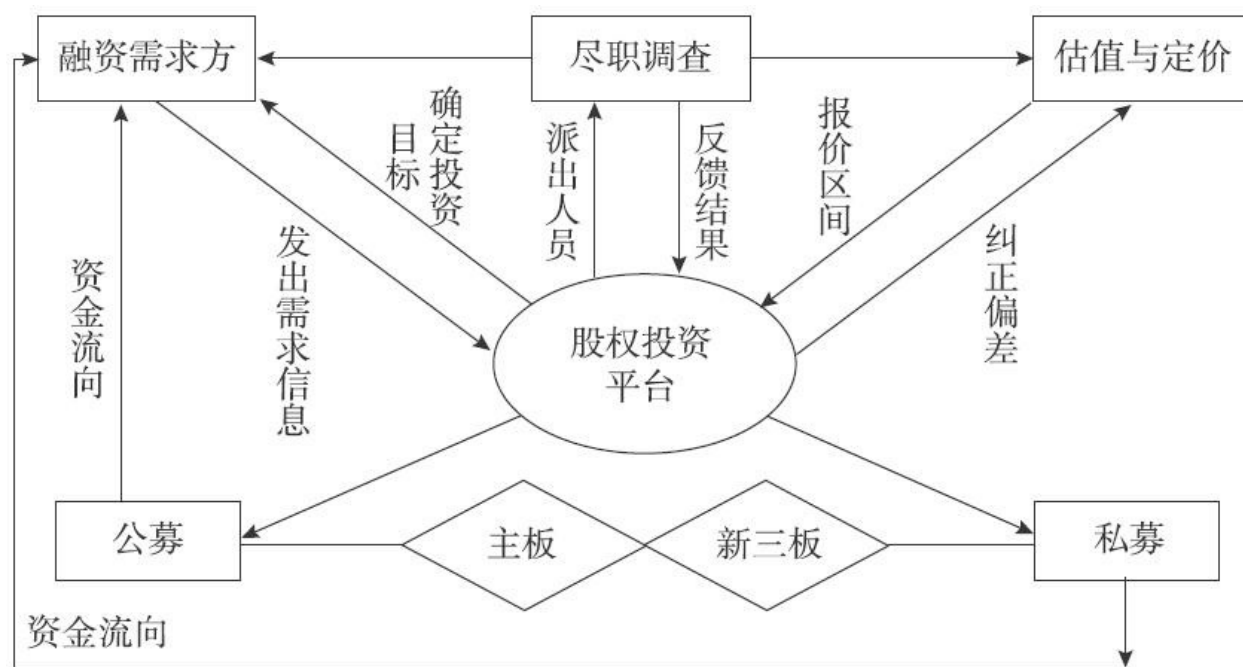 融资需求方
尽职调查
估值与定价
确定投资
目标
派出人员
反馈结果
报价区间
纠正偏差
资金流向
发出需求信息
股权投资
平台
公募
主板
新三板
私募
资金流向